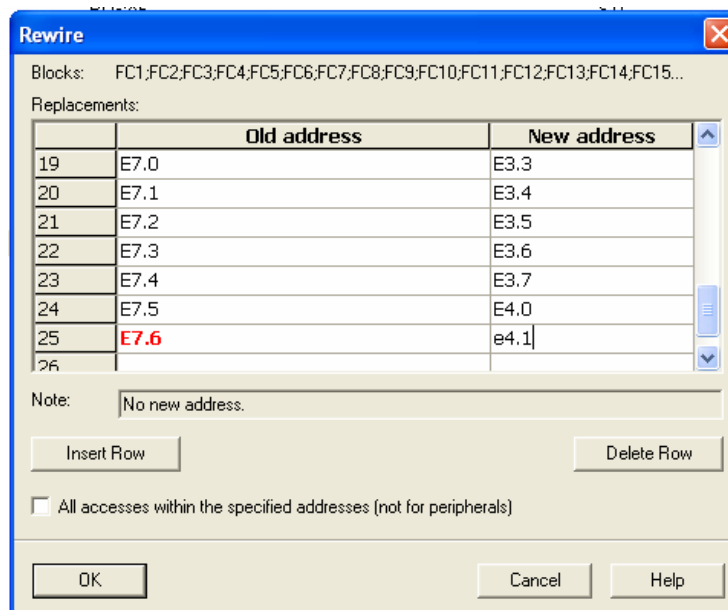 Rewire
Blocks: FC1;FC2;FC3;FC4;FC5;FC6;FC7;FC8;FC9;FC10;FC11;FC12;FC13;FC14;FC15...
Replacements:
Old address New address
19 E7.0 E3.3
20 E7.1 E3.4
21 E7.2 E3.5
22 E7.3 E3.6
23 E7.4 E3.7
24 E7.5 E4.0
25 E7.6 e4.1
26
Note: No new address.
Insert Row Delete Row
All accesses within the specified addresses (not for peripherals)
OK Cancel Help